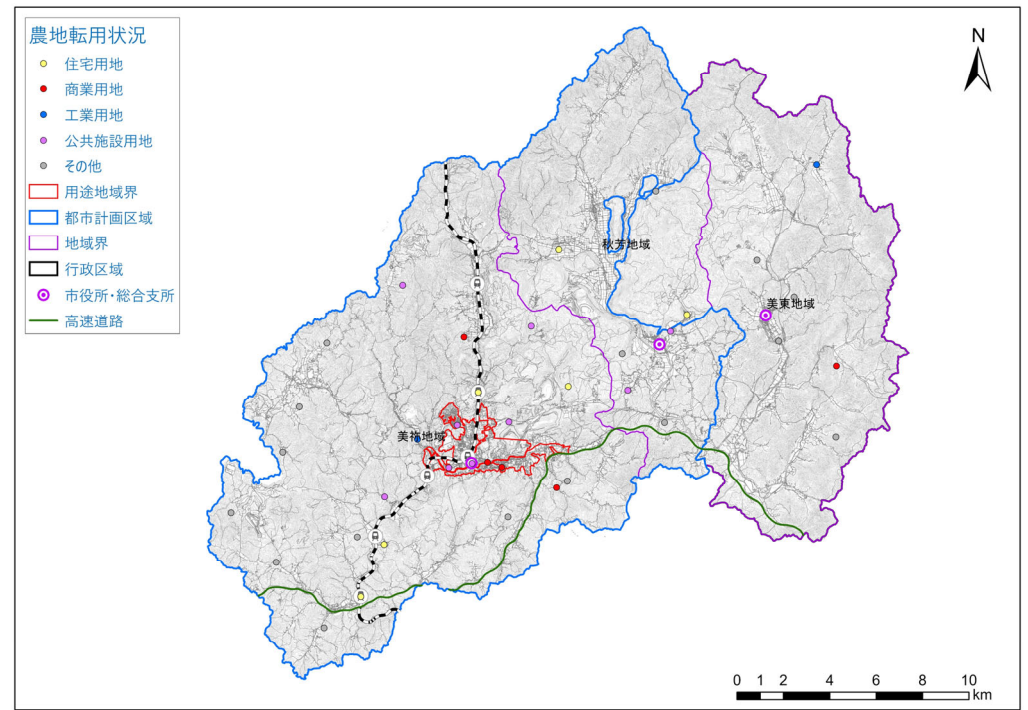 農地転用状況
住宅用地
商業用地
工業用地
公共施設用地
その他
用途地域界
都市計画区域
地域界
行政区域
市役所・総合支所
高速道路
N
秋芳地域
美東地域
美祢地域
0 1 2 4 6 8 10
km